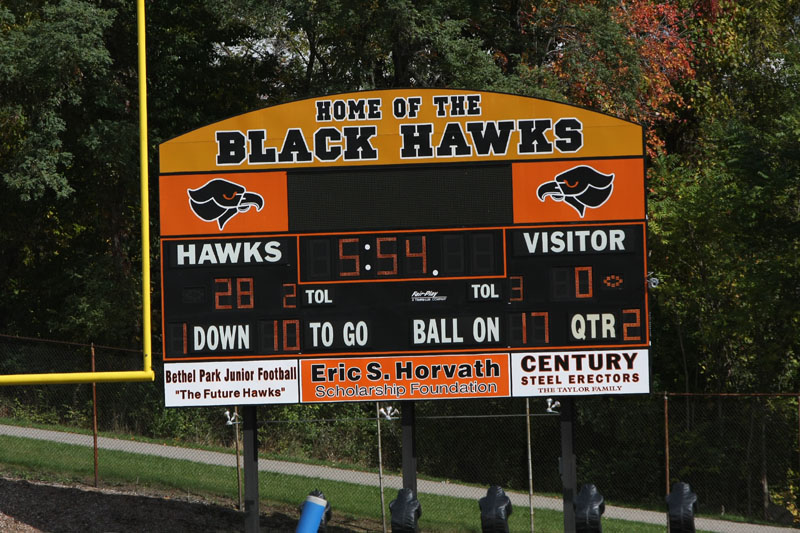 HOME OF THE
BLACK HAWKS
HAWKS 5:54. VISITOR
28 2 TOL Fair-Play TOL 3 0
1 DOWN 10 TO GO BALL ON 17 QTR 2
Bethel Park Junior Football
"The Future Hawks"
Eric S. Horvath
Scholarship Foundation
CENTURY
STEEL ERECTORS
THE TAYLOR FAMILY